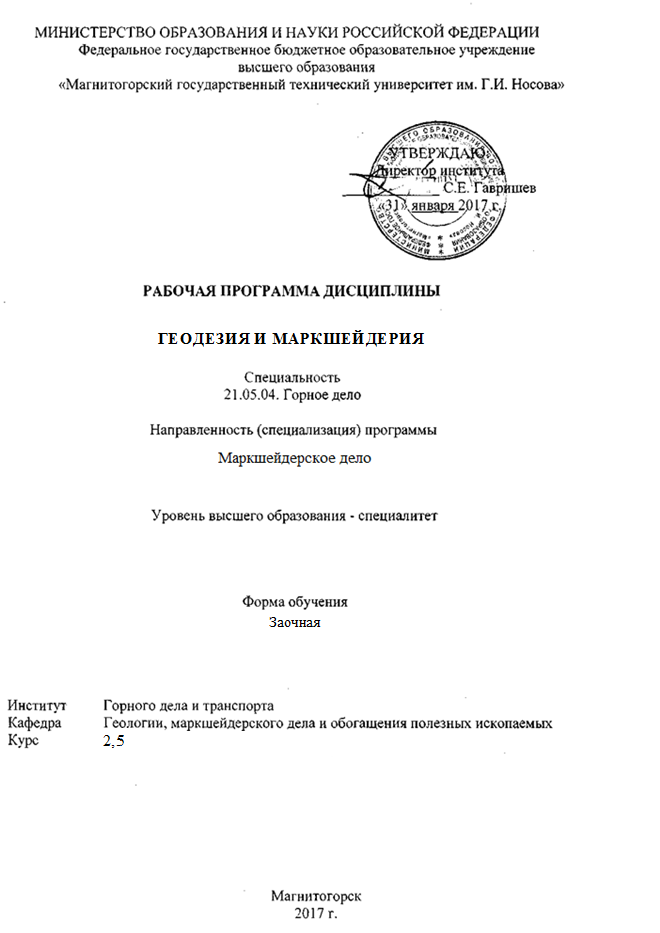 МИНИСТЕРСТВО ОБРАЗОВАНИЯ И НАУКИ РОССИЙСКОЙ ФЕДЕРАЦИИ
Федеральное государственное бюджетное образовательное учреждение
высшего образования
«Магнитогорский государственный технический университет им. Г.И. Носова»
УТВЕРЖДАЮ
Директор института
С.Е. Гавришев
«31» января 2017 г.
РАБОЧАЯ ПРОГРАММА ДИСЦИПЛИНЫ
ГЕОДЕЗИЯ И МАРКШЕЙДЕРИЯ
Специальность
21.05.04. Горное дело
Направленность (специализация) программы
Маркшейдерское дело
Уровень высшего образования - специалитет
Форма обучения
Заочная
Институт Горного дела и транспорта
Кафедра Геологии, маркшейдерского дела и обогащения полезных ископаемых
Курс 2,5
Магнитогорск
2017 г.